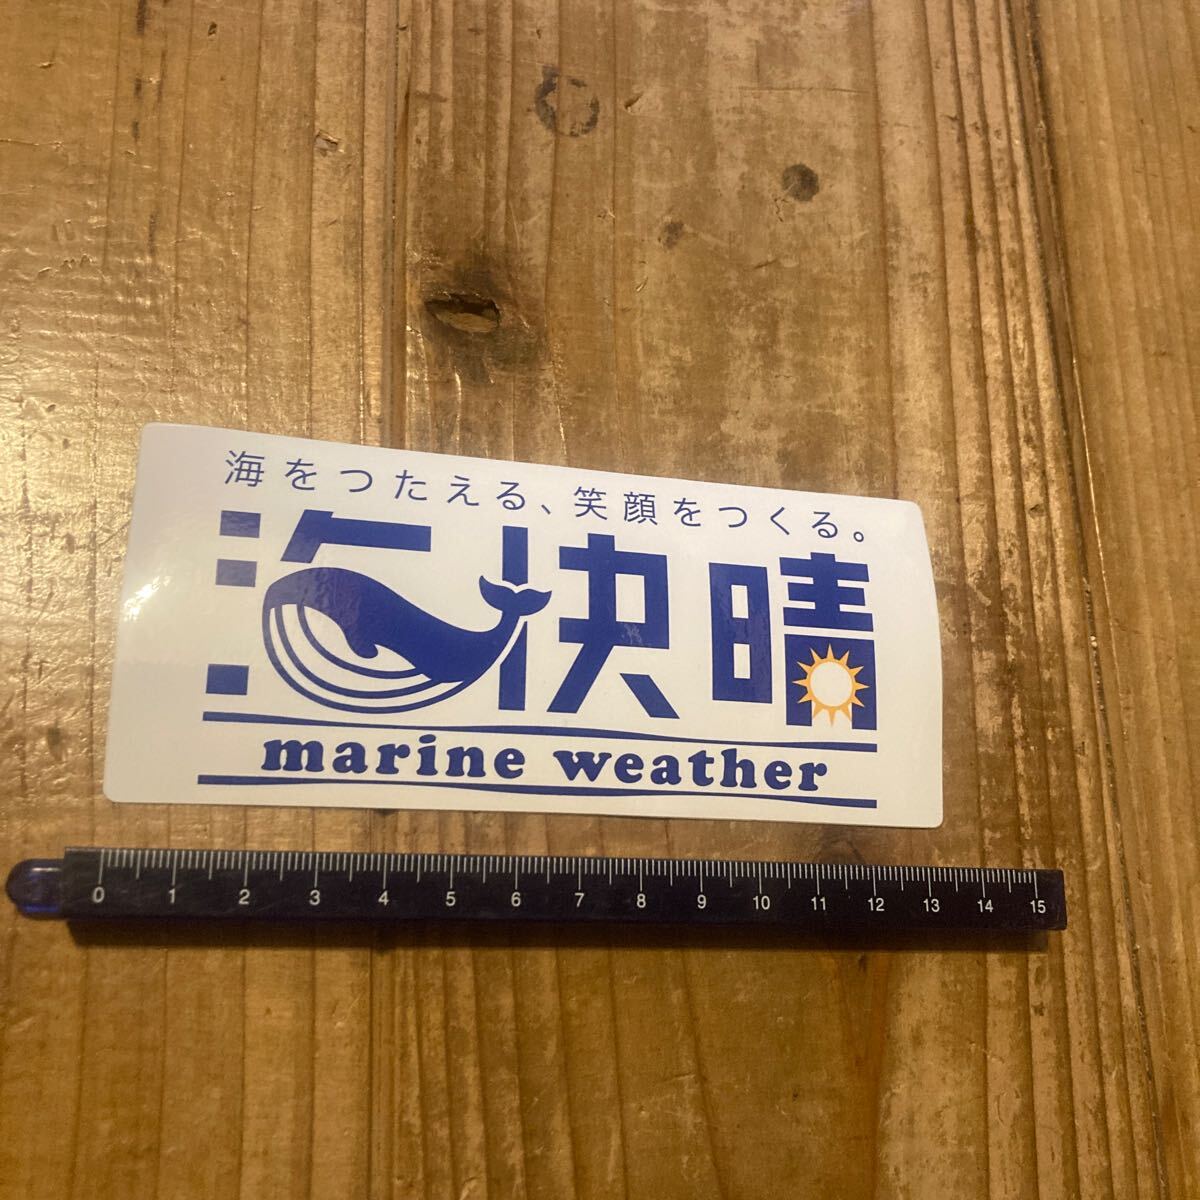 海をつたえる、笑顔をつくる。
海快晴
marine weather
0 1 2 3 4 5 6 7 8 9 10 11 12 13 14 15